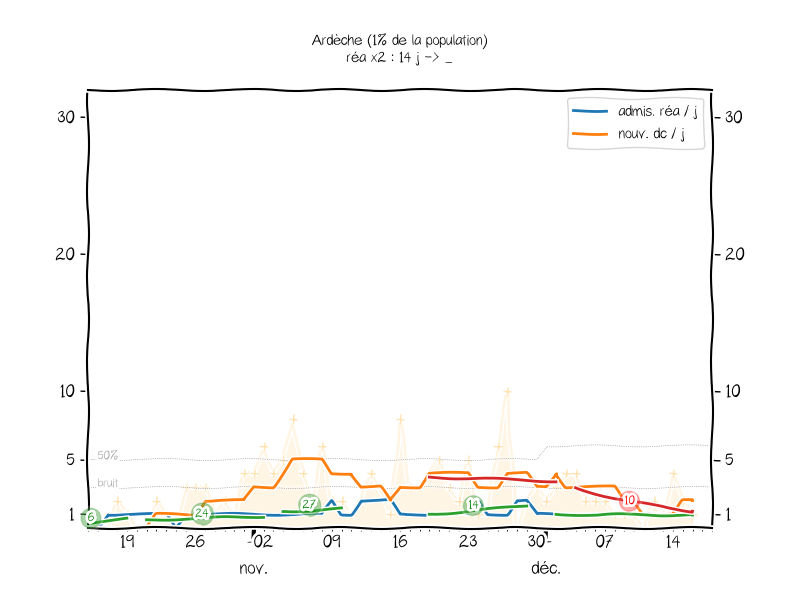 Ardèche (1% de la population)
réa x2 : 14 j -> _
admis. réa / j
nouv. dc / j
30 30
20 20
10 10
5 5
1 1
50%
bruit
6 24 27 14 10
19 26 02 09 16 23 30 07 14
nov. déc.